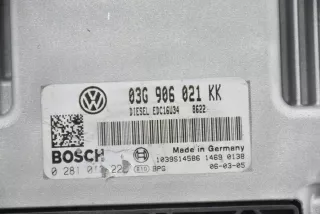 03G 906 021 KK
DIESEL EDC16U34 8622
Made in Germany
BOSCH
1039S14586 1469 0138
0 281 01
BPG 06-03-05